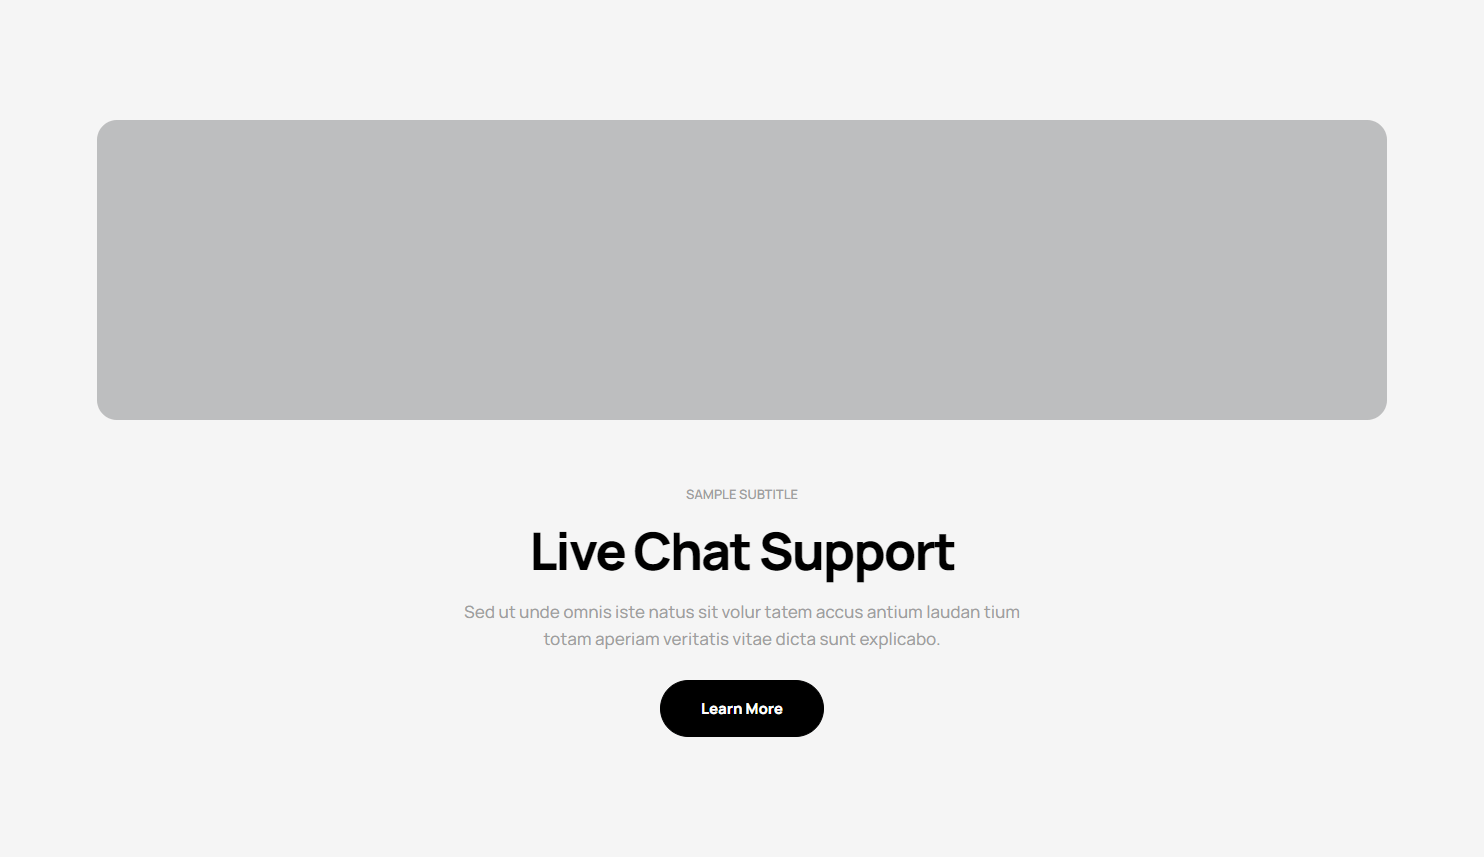 SAMPLE SUBTITLE
Live Chat Support
Sed ut unde omnis iste natus sit volur tatem accus antium laudan tium
totam aperiam veritatis vitae dicta sunt explicabo.
Learn More